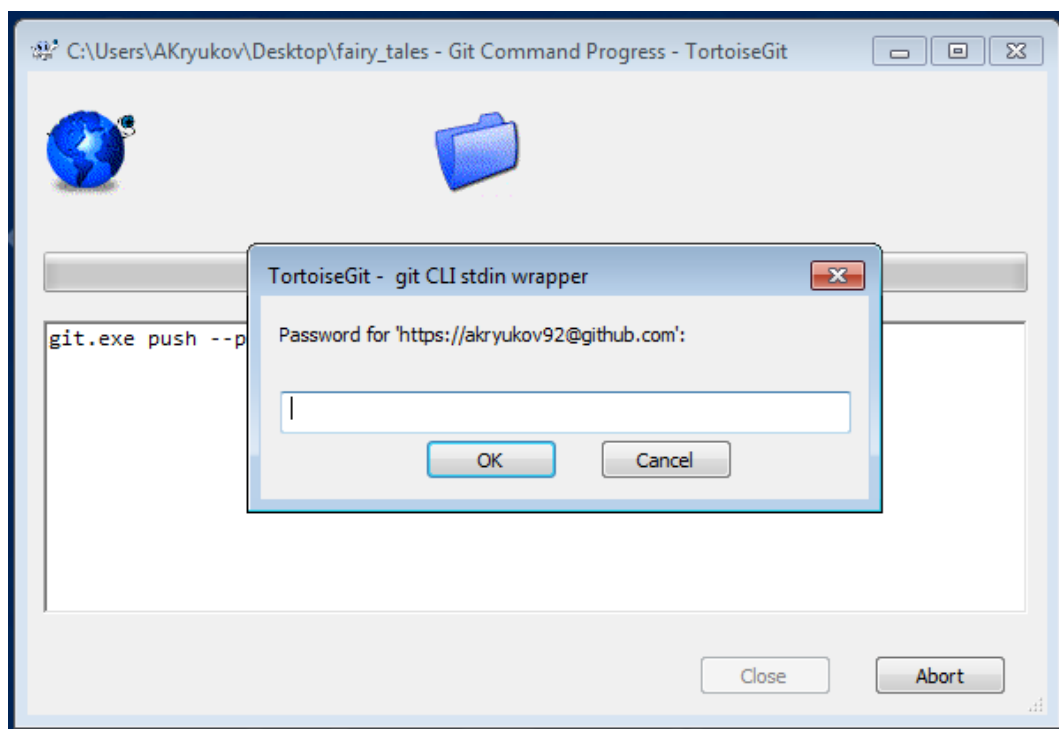 C:\Users\AKryukov\Desktop\fairy_tales - Git Command Progress - TortoiseGit
TortoiseGit - git CLI stdin wrapper
Password for 'https://akryukov92@github.com':
git.exe push --p
OK
Cancel
Close
Abort